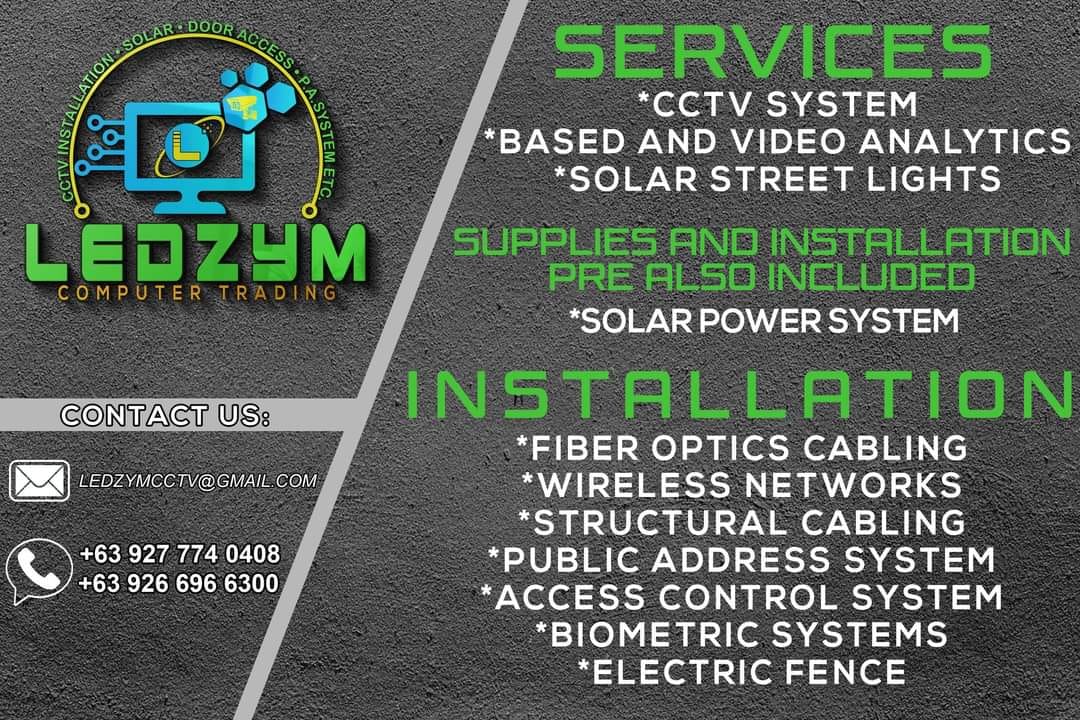 CCTV INSTALLATION • SOLAR • DOOR ACCESS • P.A SYSTEM ETC
L
LEDZYM
COMPUTER TRADING
CONTACT US:
LEDZYMCCTV@GMAIL.COM
+63 927 774 0408
+63 926 696 6300
SERVICES
*CCTV SYSTEM
*BASED AND VIDEO ANALYTICS
*SOLAR STREET LIGHTS
SUPPLIES AND INSTALLATION
PRE ALSO INCLUDED
*SOLAR POWER SYSTEM
INSTALLATION
*FIBER OPTICS CABLING
*WIRELESS NETWORKS
*STRUCTURAL CABLING
*PUBLIC ADDRESS SYSTEM
*ACCESS CONTROL SYSTEM
*BIOMETRIC SYSTEMS
*ELECTRIC FENCE